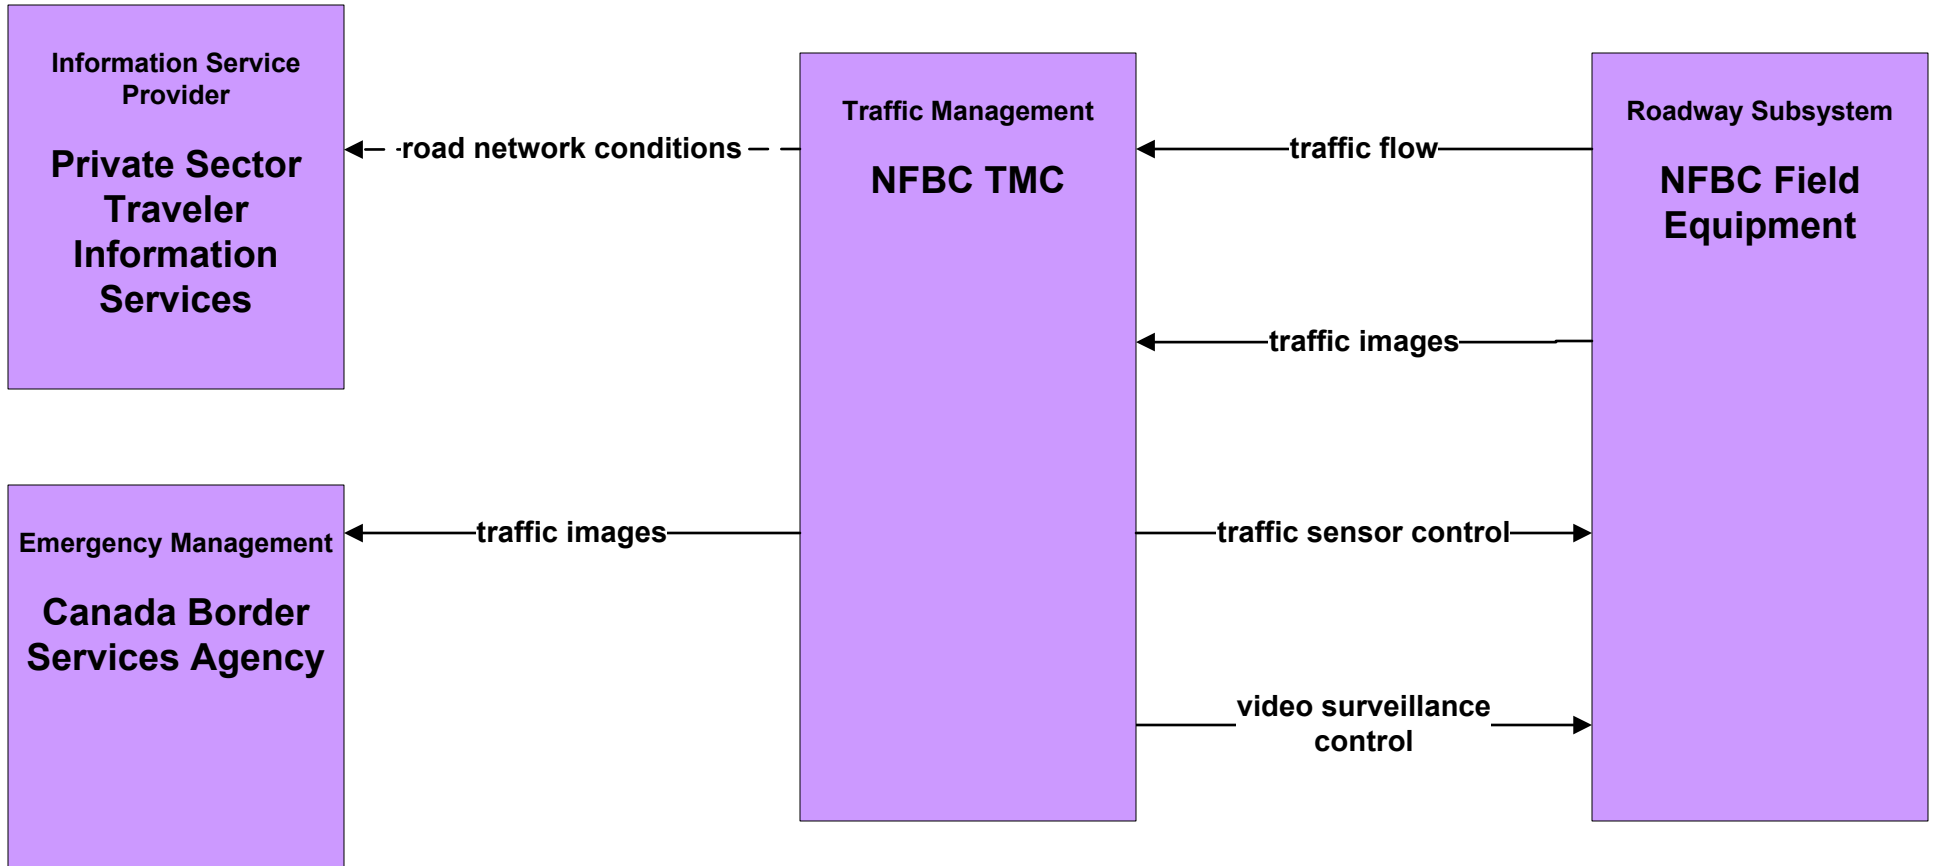 Information Service
Provider
Private Sector
Traveler
Information
Services
road network conditions
Traffic Management
NFBC TMC
traffic flow
Roadway Subsystem
NFBC Field
Equipment
traffic images
Emergency Management
Canada Border
Services Agency
traffic images
traffic sensor control
video surveillance
control